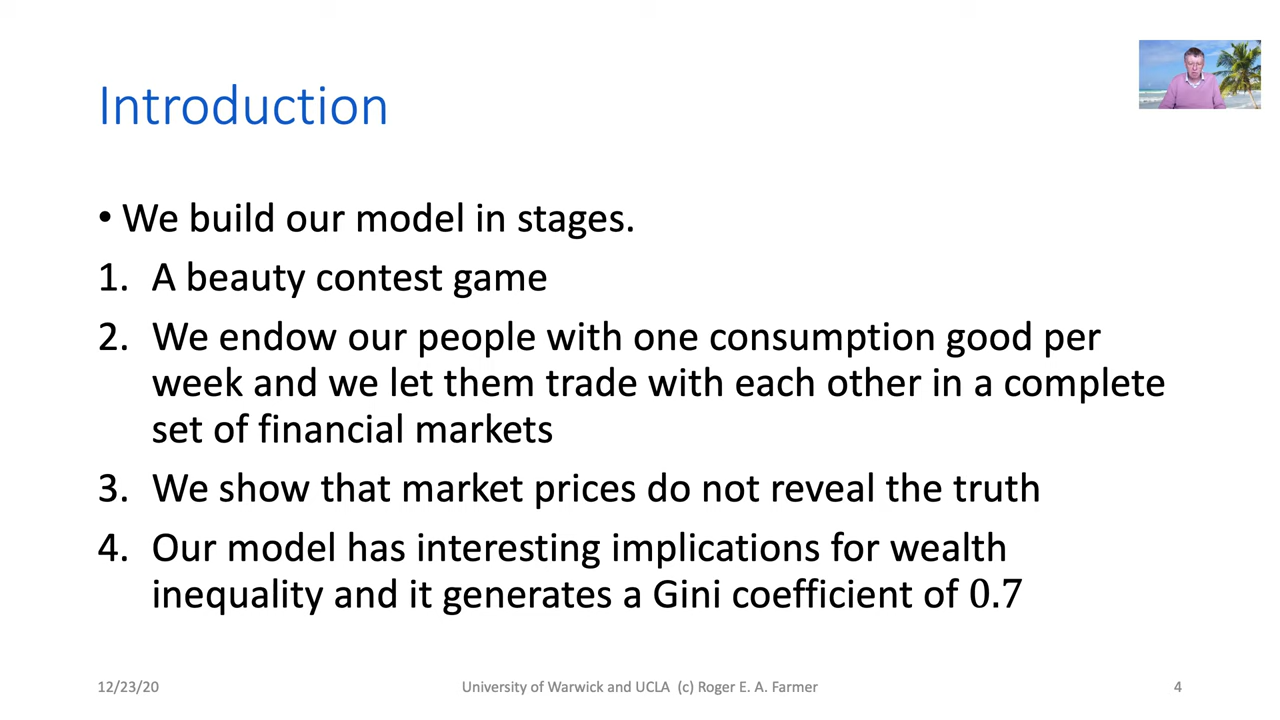 Introduction
• We build our model in stages.
1. A beauty contest game
2. We endow our people with one consumption good per
week and we let them trade with each other in a complete
set of financial markets
3. We show that market prices do not reveal the truth
4. Our model has interesting implications for wealth
inequality and it generates a Gini coefficient of 0.7
12/23/20 University of Warwick and UCLA (c) Roger E. A. Farmer 4